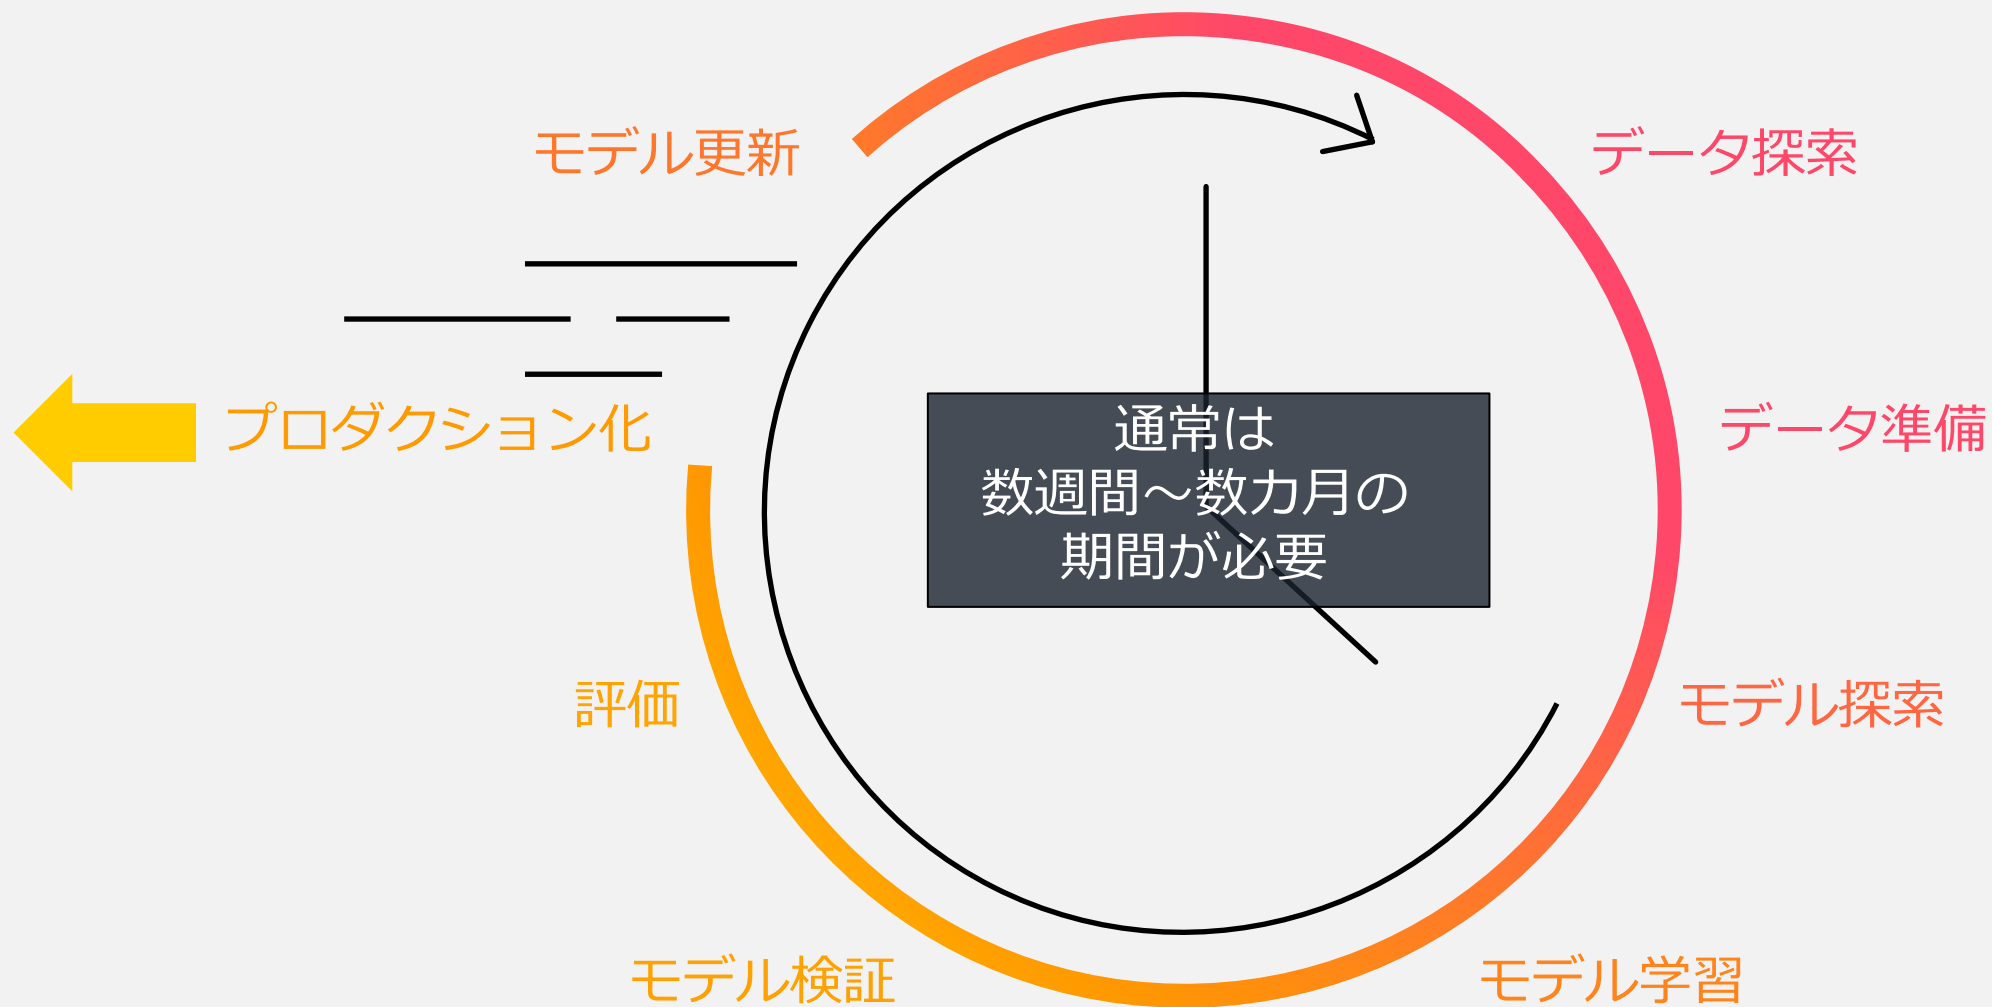 モデル更新
データ探索
プロダクション化
通常は
数週間～数カ月の
期間が必要
データ準備
評価
モデル探索
モデル検証
モデル学習